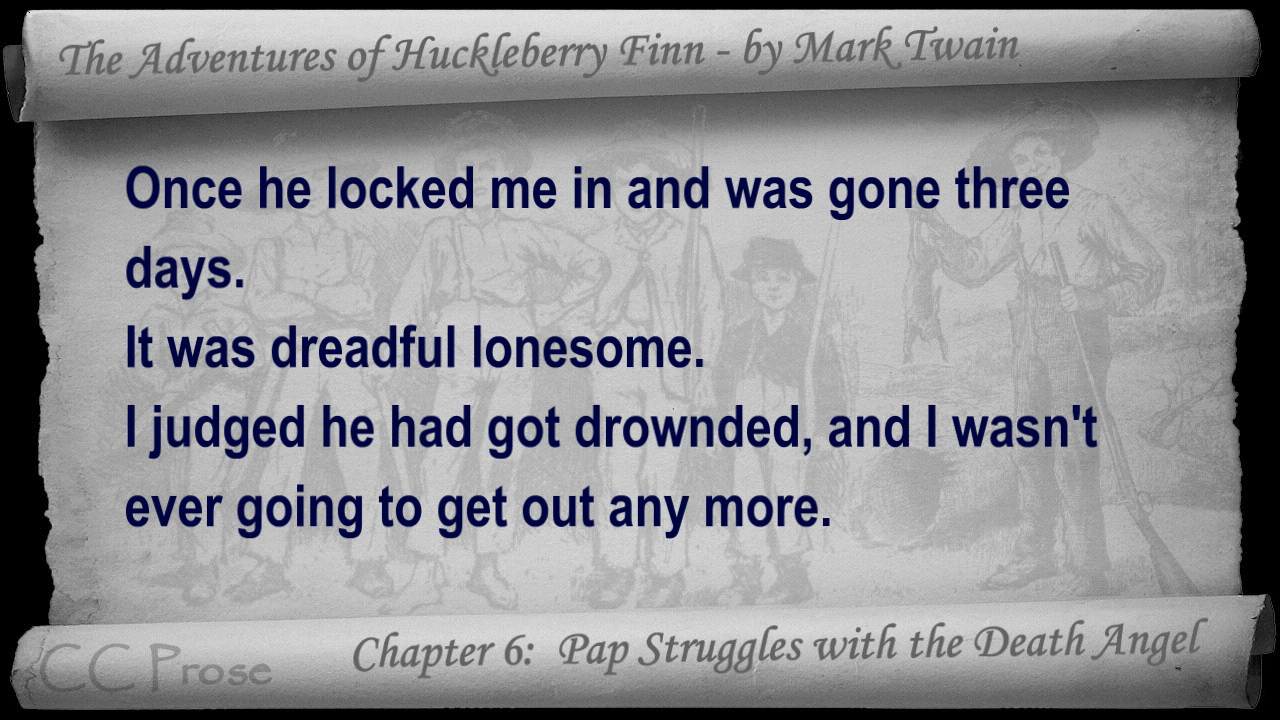 The Adventures of Huckleberry Finn - by Mark Twain
Once he locked me in and was gone three
days.
It was dreadful lonesome.
I judged he had got drownded, and I wasn't
ever going to get out any more.
CC Prose
Chapter 6: Pap Struggles with the Death Angel